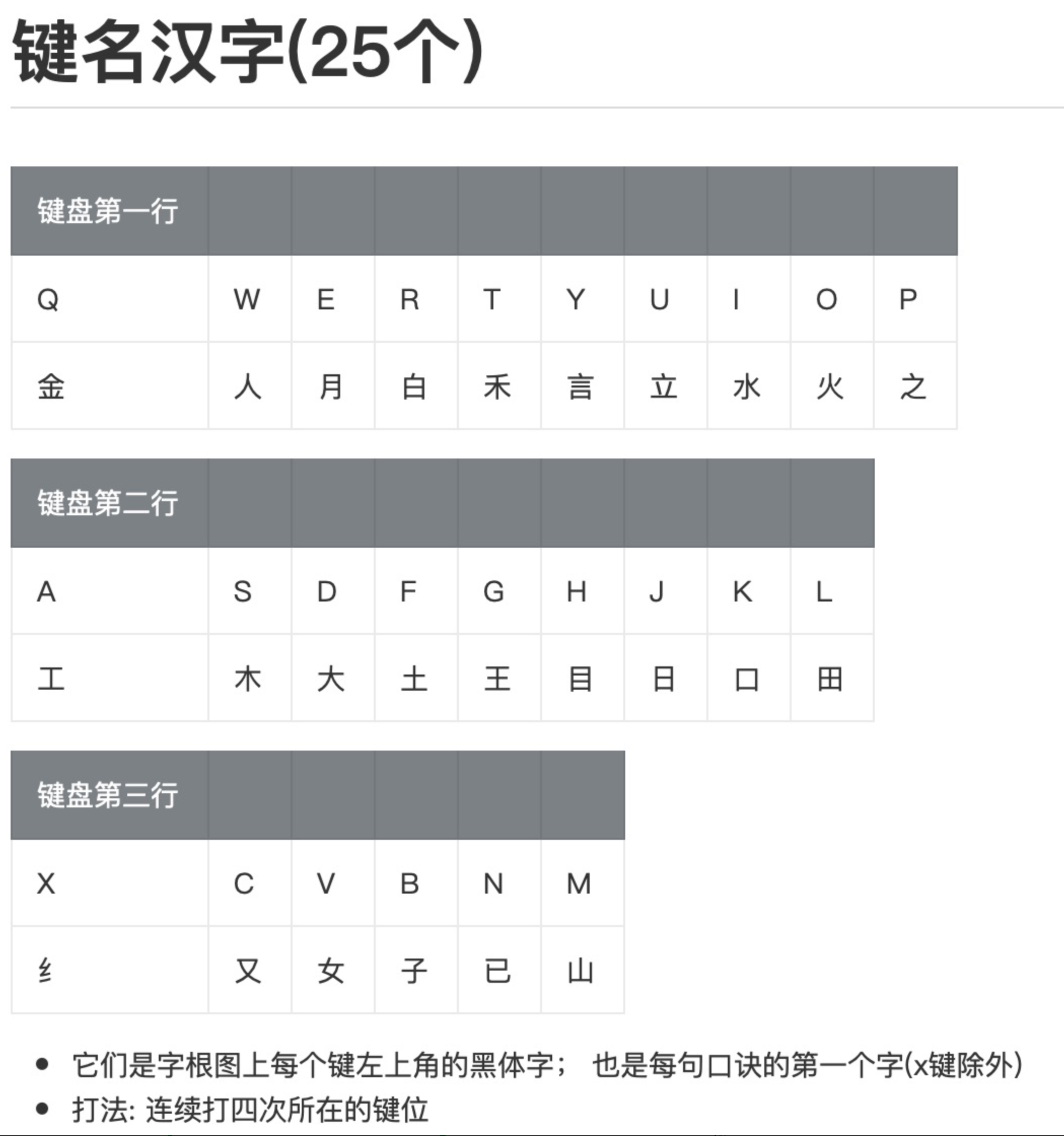 键名汉字(25个)
键盘第一行
Q W E R T Y U I O P
金 人 月 白 禾 言 立 水 火 之
键盘第二行
A S D F G H J K L
工 木 大 土 王 目 日 口 田
键盘第三行
X C V B N M
纟 又 女 子 已 山
• 它们是字根图上每个键左上角的黑体字； 也是每句口诀的第一个字(x键除外)
• 打法: 连续打四次所在的键位